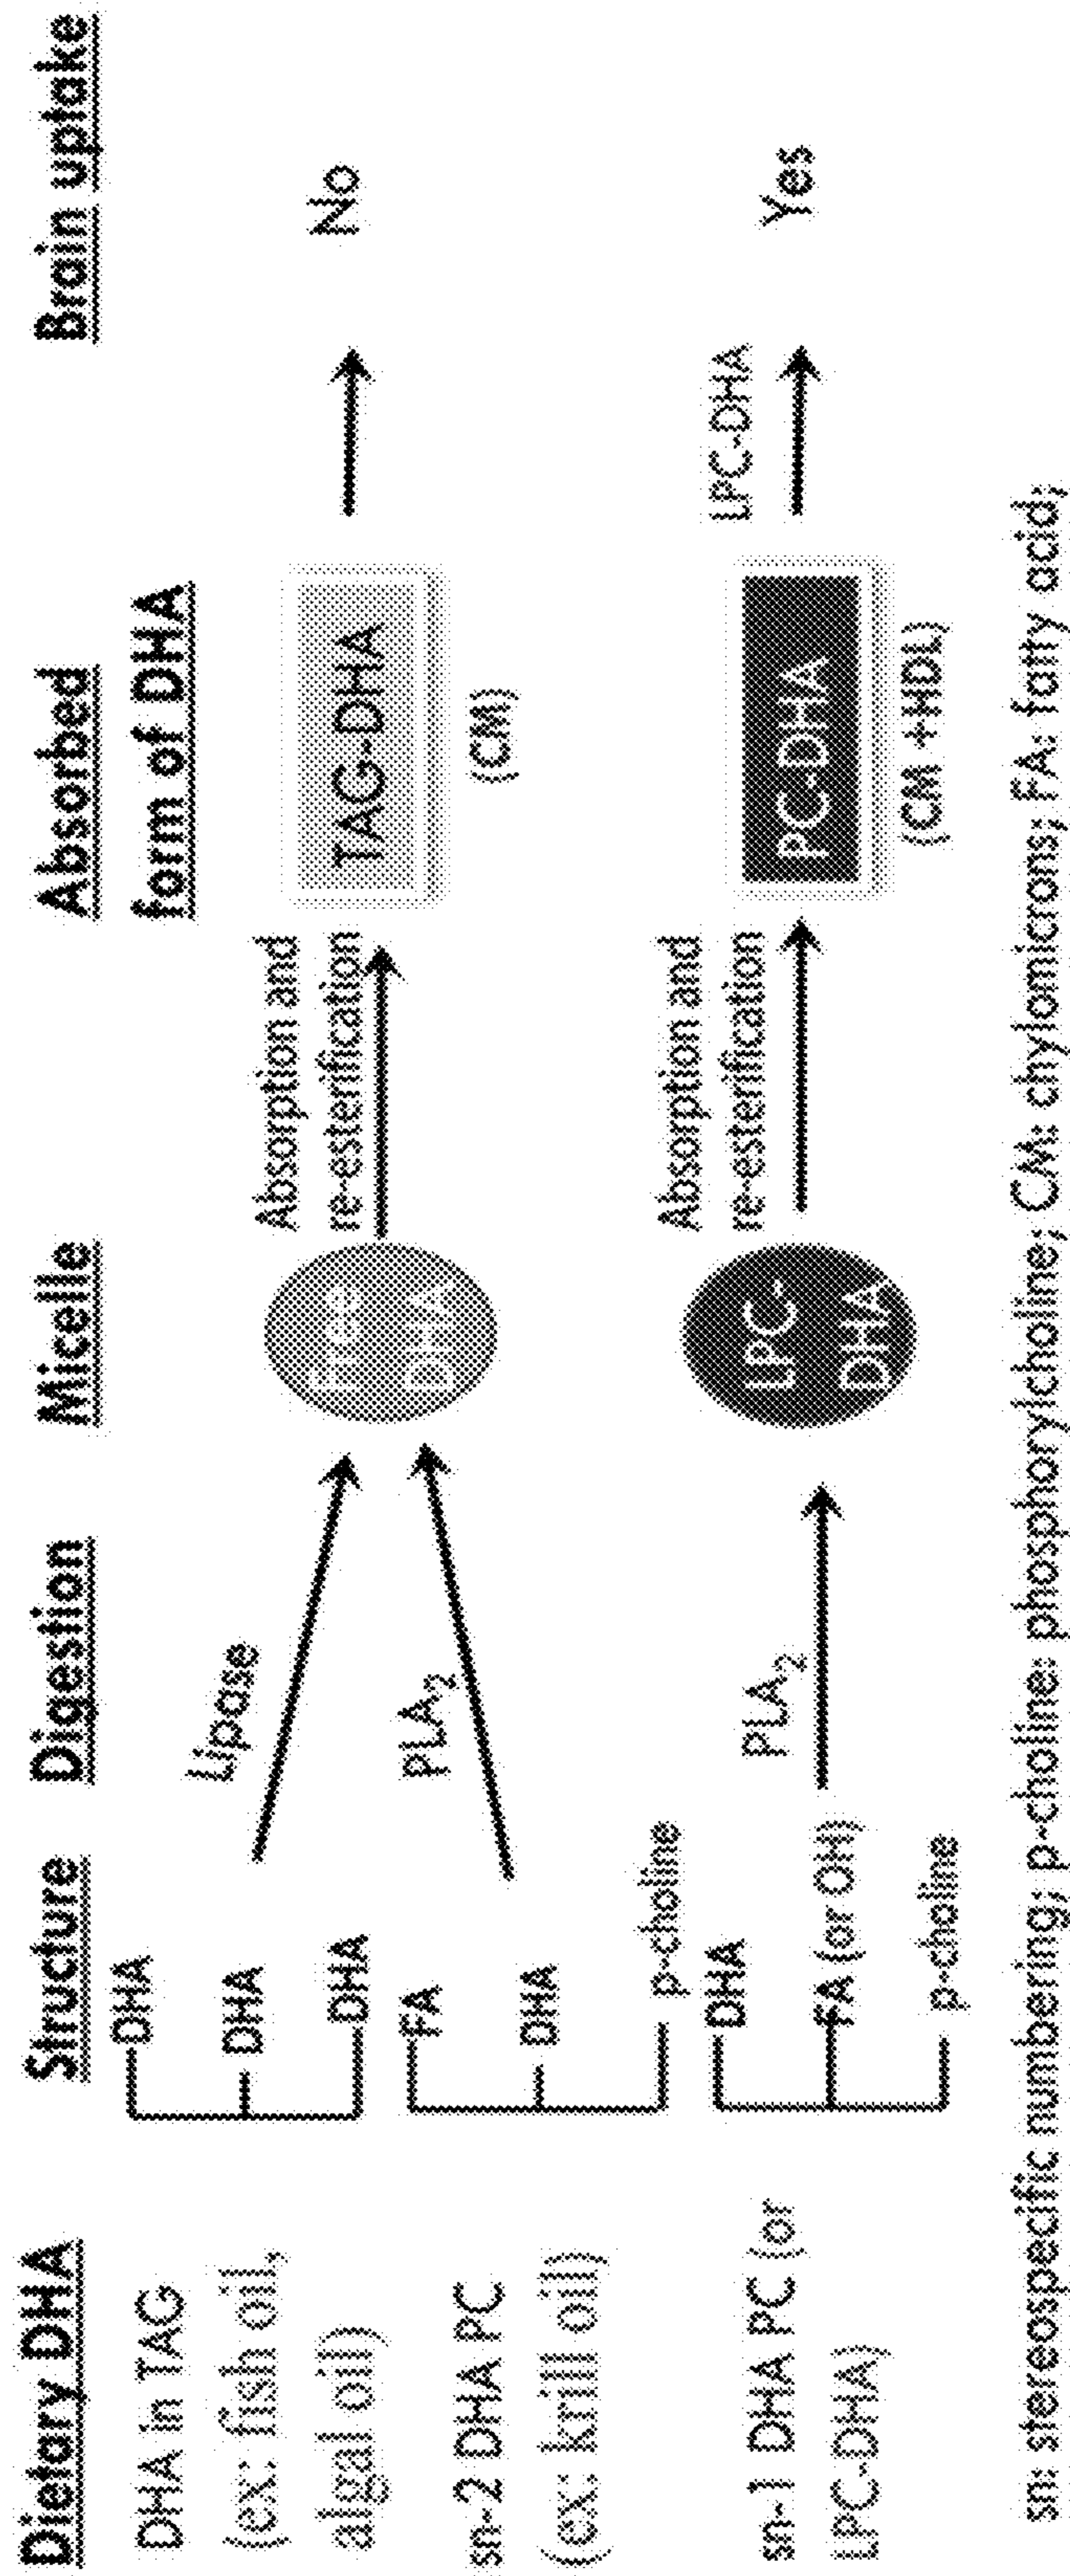 Dietary DHA
Structure
Digestion
Micelle
Absorbed
form of DHA
Brain uptake
DHA in TAG
(ex: fish oil,
algal oil)
DHA
DHA
DHA
Lipase
Free
DHA
Absorption and
re-esterification
TAG-DHA
(CM)
No
sn-2 DHA PC
(ex: krill oil)
FA
DHA
p-choline
PLA2
sn-1 DHA PC (or
LPC-DHA)
DHA
FA (or OH)
p-choline
PLA2
LPC-
DHA
Absorption and
re-esterification
PC-DHA
(CM +HDL)
LPC-DHA
Yes
sn: stereospecific numbering; p-choline: phosphorylcholine; CM: chylomicrons; FA: fatty acid;